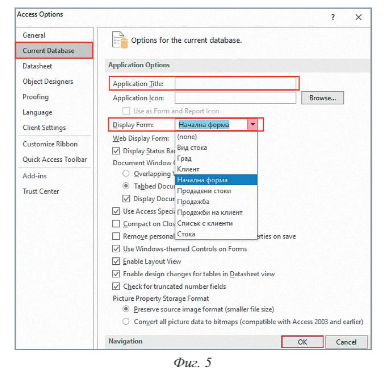 Access Options ? ×
General
Current Database
Datasheet
Object Designers
Proofing
Language
Client Settings
Customize Ribbon
Quick Access Toolbar
Add-ins
Trust Center
Options for the current database.
Application Options
Application Title:
Application Icon: Browse...
Use as Form and Report Icon
Display Form: Начална форма
Web Display Form: (none)
Display Status Ba Вид стока
Document Window O Град
Overlapping Клиент
Начална форма
Tabbed Docu Продадени стоки
Display Docu Продажба
Use Access Specia Продажби на клиент
Compact on Clos Списък с клиенти
Remove personal Стока erties on save
Use Windows-themed Controls on Forms
Enable Layout View
Enable design changes for tables in Datasheet view
Check for truncated number fields
Picture Property Storage Format
Preserve source image format (smaller file size)
Convert all picture data to bitmaps (compatible with Access 2003 and earlier)
Navigation
OK Cancel
Фиг. 5